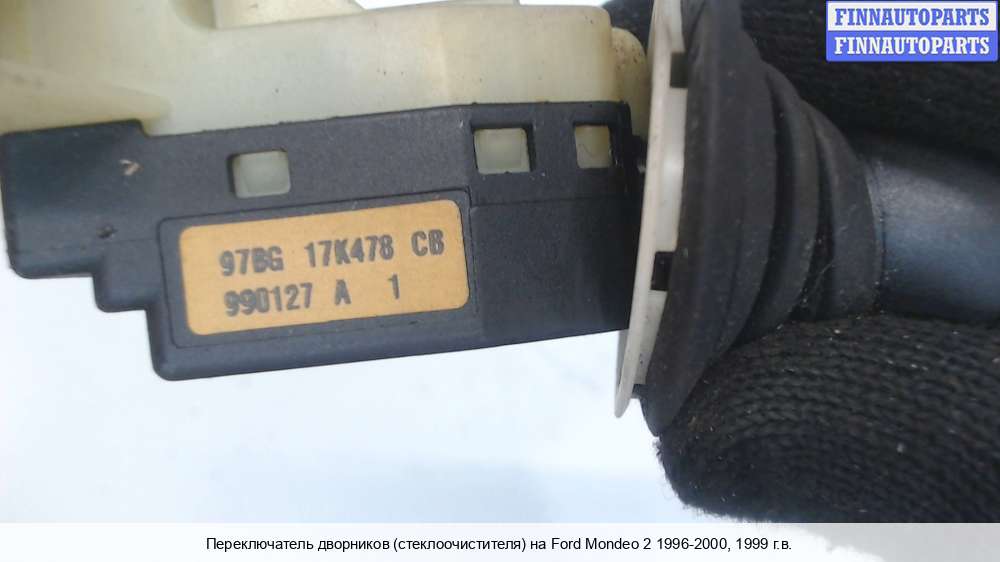 FINNAUTOPARTS
FINNAUTOPARTS
97BG 17K478 CB
990127 A 1
Переключатель дворников (стеклоочистителя) на Ford Mondeo 2 1996-2000, 1999 г.в.